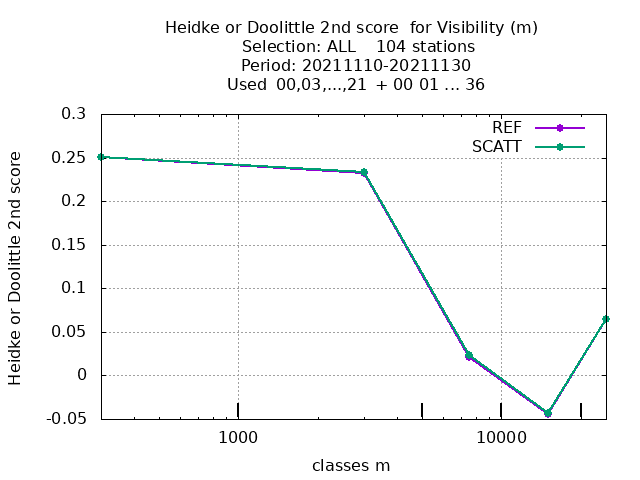 Heidke or Doolittle 2nd score  for Visibility (m)
Selection: ALL    104 stations
Period: 20211110-20211130
Used  00,03,...,21  + 00 01 ... 36
REF
SCATT
Heidke or Doolittle 2nd score
0.3
0.25
0.2
0.15
0.1
0.05
0
-0.05
1000
10000
classes m